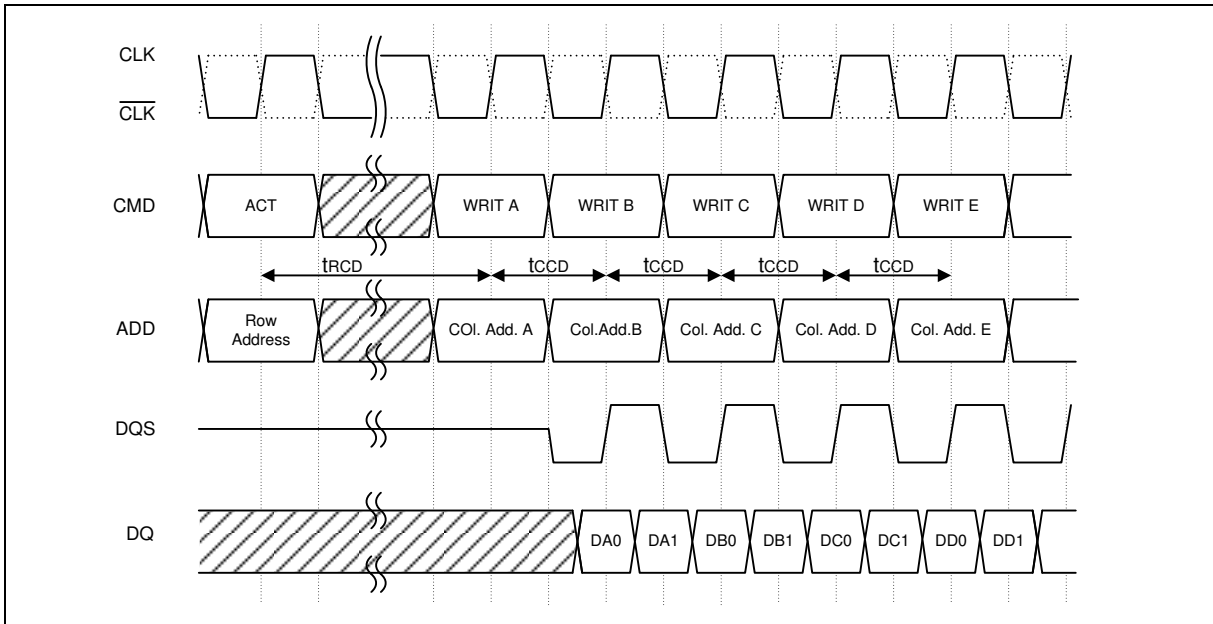 CLK
CLK
CMD
ACT
WRIT A
WRIT B
WRIT C
WRIT D
WRIT E
tRCD
tCCD
tCCD
tCCD
tCCD
ADD
Row
Address
COl. Add. A
Col.Add.B
Col. Add. C
Col. Add. D
Col. Add. E
DQS
DQ
DA0
DA1
DB0
DB1
DC0
DC1
DD0
DD1